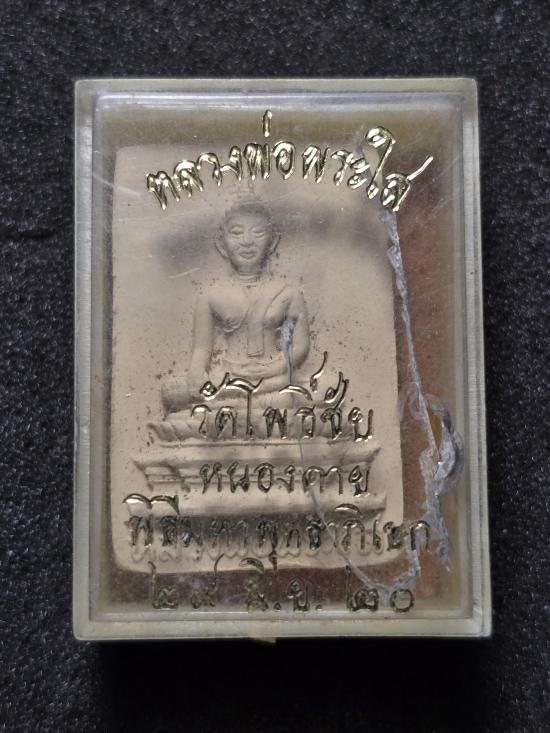 หลวงพ่อพระใส
วัดโพธิ์ชัย
หนองคาย
พิธีมหาพุทธาภิเษก
๒๙ มิ.ย. ๒๐